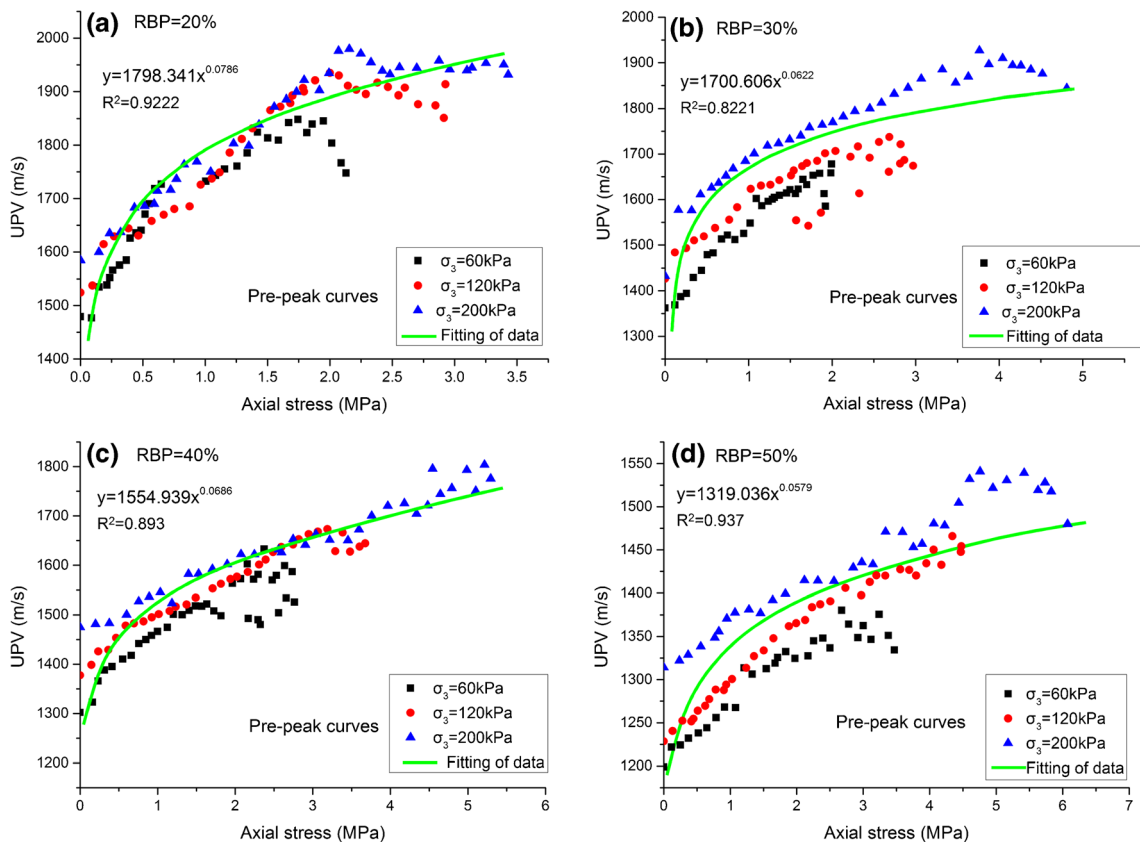 (a) RBP=20%
y=1798.341x^0.0786
R²=0.9222
2000
1900
1800
1700
1600
1500
1400
UPV (m/s)
σ₃=60kPa
σ₃=120kPa
σ₃=200kPa
Fitting of data
Pre-peak curves
0.0 0.5 1.0 1.5 2.0 2.5 3.0 3.5
Axial stress (MPa)
(b) RBP=30%
y=1700.606x^0.0622
R²=0.8221
1900
1800
1700
1600
1500
1400
1300
UPV (m/s)
σ₃=60kPa
σ₃=120kPa
σ₃=200kPa
Fitting of data
Pre-peak curves
0 1 2 3 4 5
Axial stress (MPa)
(c) RBP=40%
y=1554.939x^0.0686
R²=0.893
1800
1700
1600
1500
1400
1300
1200
UPV (m/s)
σ₃=60kPa
σ₃=120kPa
σ₃=200kPa
Fitting of data
Pre-peak curves
0 1 2 3 4 5 6
Axial stress (MPa)
(d) RBP=50%
y=1319.036x^0.0579
R²=0.937
1550
1500
1450
1400
1350
1300
1250
1200
UPV (m/s)
σ₃=60kPa
σ₃=120kPa
σ₃=200kPa
Fitting of data
Pre-peak curves
0 1 2 3 4 5 6 7
Axial stress (MPa)